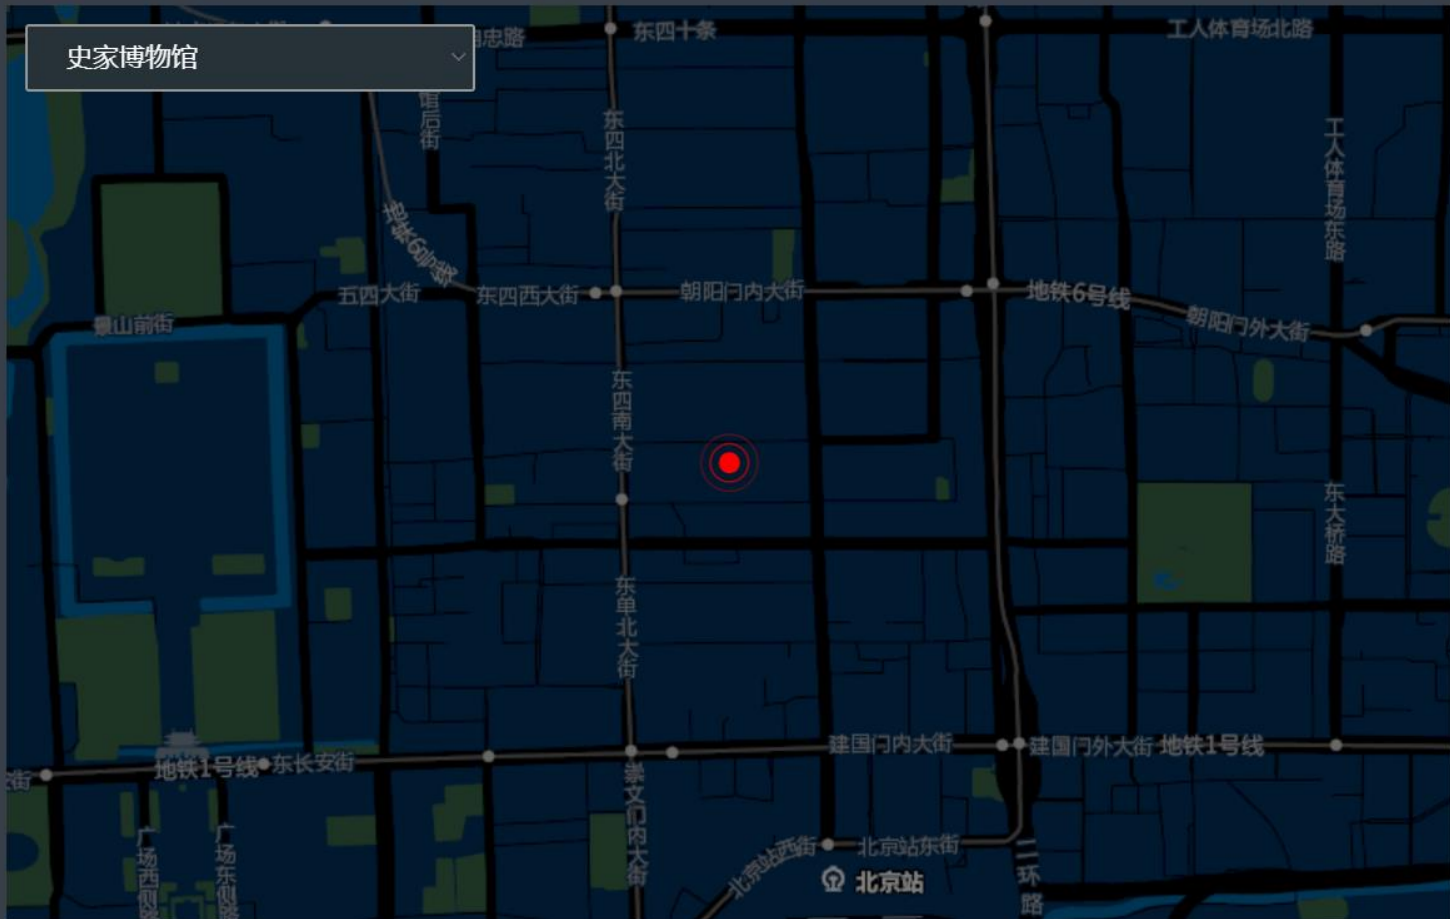 史家博物馆
忠路
东四十条
工人体育场北路
馆后街
东四北大街
工人体育场东路
地铁6号线
五四大街
东四西大街
朝阳门内大街
地铁6号线
朝阳门外大街
景山前街
东四南大街
东大桥路
东单北大街
建国门内大街
建国门外大街
地铁1号线
地铁1号线
东长安街
安街
崇文门内大街
广场西侧路
广场东侧路
北京站西街
北京站东街
北京站
二环路